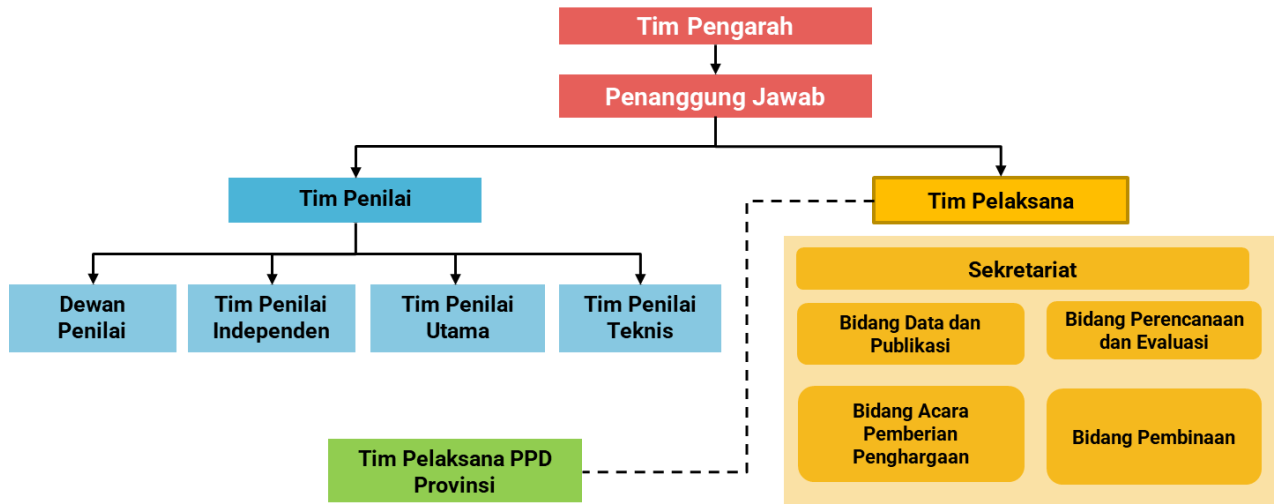 Tim Pengarah
Penanggung Jawab
Tim Penilai
Tim Pelaksana
Dewan
Penilai
Tim Penilai
Independen
Tim Penilai
Utama
Tim Penilai
Teknis
Sekretariat
Bidang Data dan
Publikasi
Bidang Perencanaan
dan Evaluasi
Bidang Acara
Pemberian
Penghargaan
Bidang Pembinaan
Tim Pelaksana PPD
Provinsi